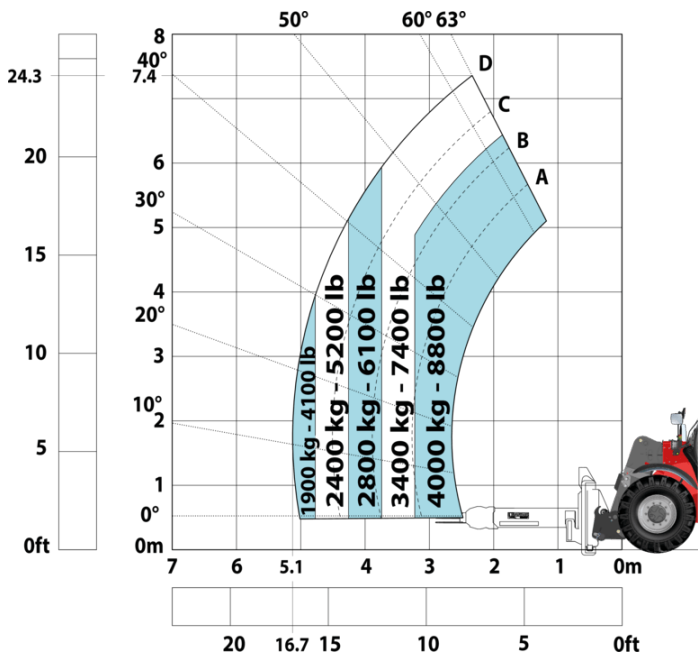 50°
60° 63°
8
40°
D
24.3
7.4
C
B
20
6
A
30°
5
15
4
20°
10
3
10°
2
5
1
0°
0ft
0m
1900 kg - 4100 lb
2400 kg - 5200 lb
2800 kg - 6100 lb
3400 kg - 7400 lb
4000 kg - 8800 lb
7 6 5.1 4 3 2 1 0m
20 16.7 15 10 5 0ft